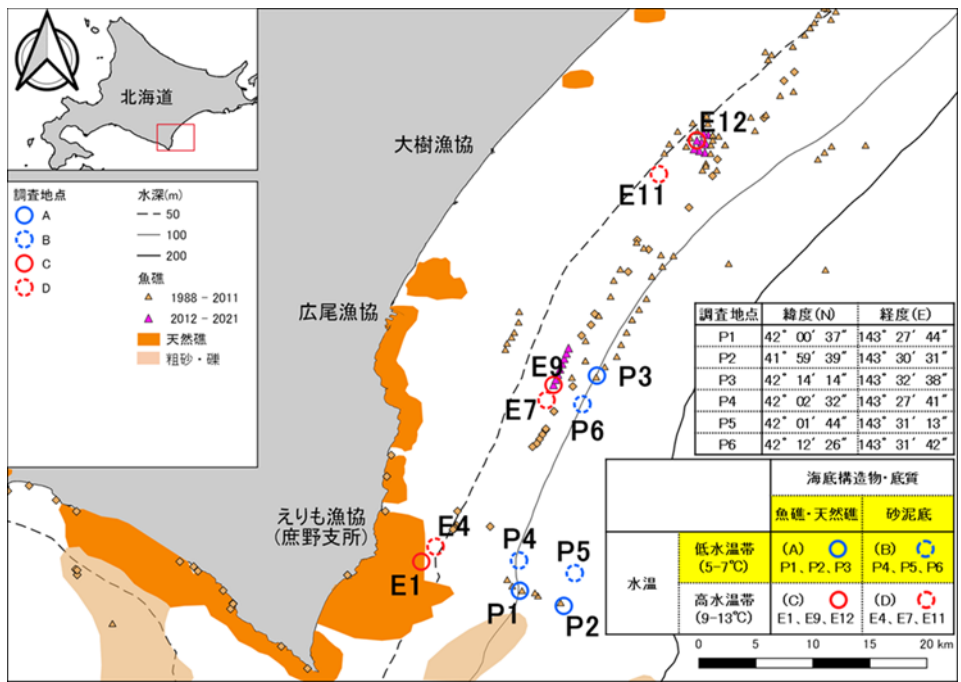 北海道
調査地点
A
B
C
D
水深(m)
50
100
200
魚礁
1988 - 2011
2012 - 2021
天然礁
粗砂・礫
大樹漁協
広尾漁協
えりも漁協
(庶野支所)
E12
E11
E9
E7
P3
P6
E4
E1
P4
P5
P1
P2
調査地点 緯度(N) 経度(E)
P1 42° 00′ 37″ 143° 27′ 44″
P2 41° 59′ 39″ 143° 30′ 31″
P3 42° 14′ 14″ 143° 32′ 38″
P4 42° 02′ 32″ 143° 27′ 41″
P5 42° 01′ 44″ 143° 31′ 13″
P6 42° 12′ 26″ 143° 31′ 42″
海底構造物・底質
魚礁・天然礁 砂泥底
水温
低水温帯
(5-7℃)
(A)
P1、P2、P3
(B)
P4、P5、P6
高水温帯
(9-13℃)
(C)
E1、E9、E12
(D)
E4、E7、E11
0 5 10 15 20 km